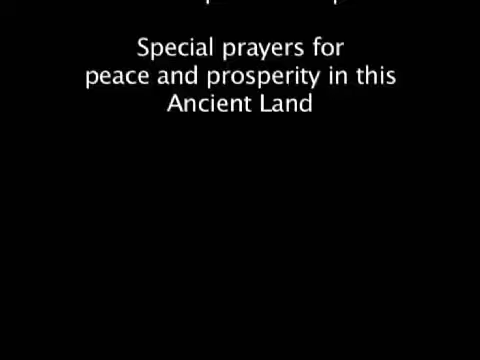 Special prayers for
peace and prosperity in this
Ancient Land